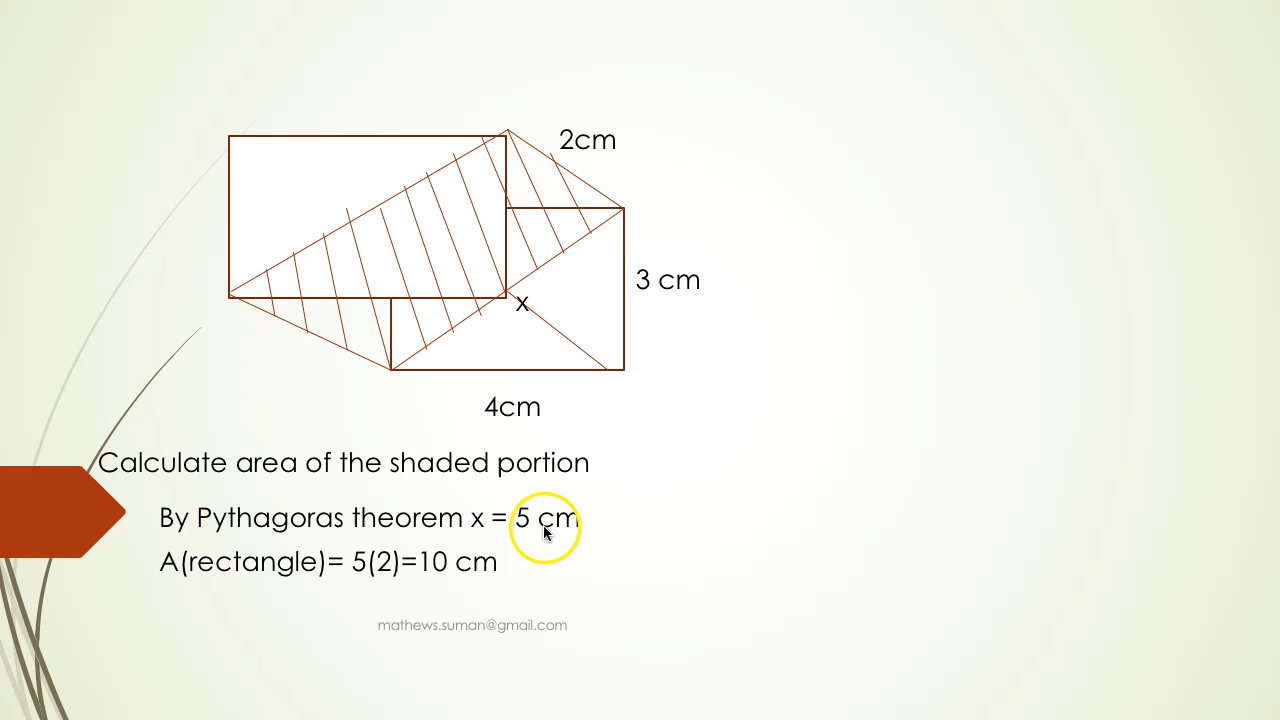 2cm
3 cm
x
4cm
Calculate area of the shaded portion
By Pythagoras theorem x = 5 cm
A(rectangle)= 5(2)=10 cm
mathews.suman@gmail.com